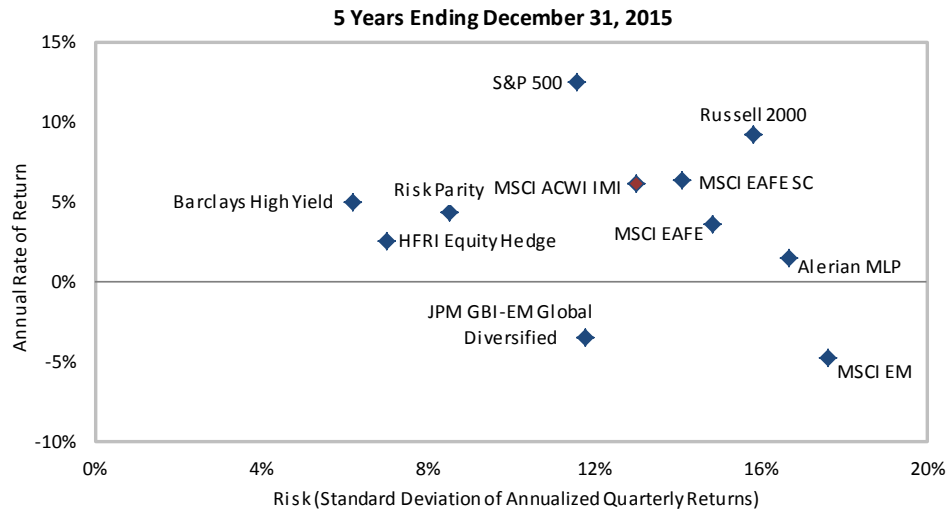 5 Years Ending December 31, 2015
Annual Rate of Return
15%
10%
5%
0%
-5%
-10%
S&P 500
Russell 2000
Barclays High Yield
Risk Parity
MSCI ACWI IMI
MSCI EAFE SC
HFRI Equity Hedge
MSCI EAFE
Alerian MLP
JPM GBI-EM Global
Diversified
MSCI EM
0%
4%
8%
12%
16%
20%
Risk (Standard Deviation of Annualized Quarterly Returns)